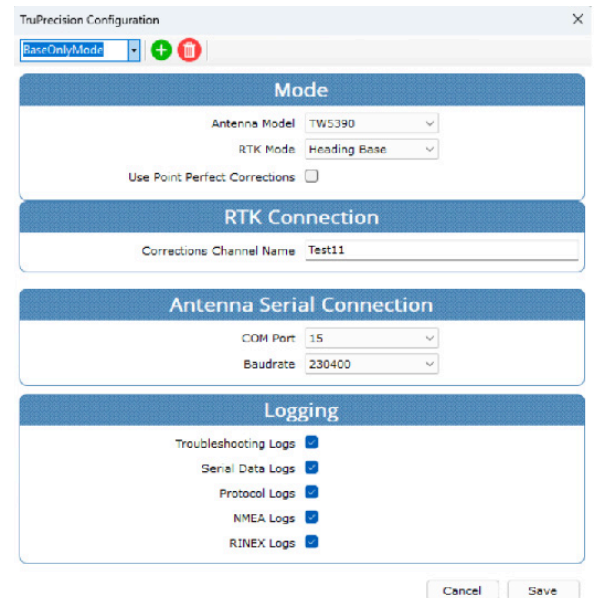 TruPrecision Configuration
BaseOnlyMode
Mode
Antenna Model TW5390
RTK Mode Heading Base
Use Point Perfect Corrections
RTK Connection
Corrections Channel Name Test11
Antenna Serial Connection
COM Port 15
Baudrate 230400
Logging
Troubleshooting Logs
Serial Data Logs
Protocol Logs
NMEA Logs
RINEX Logs
Cancel Save